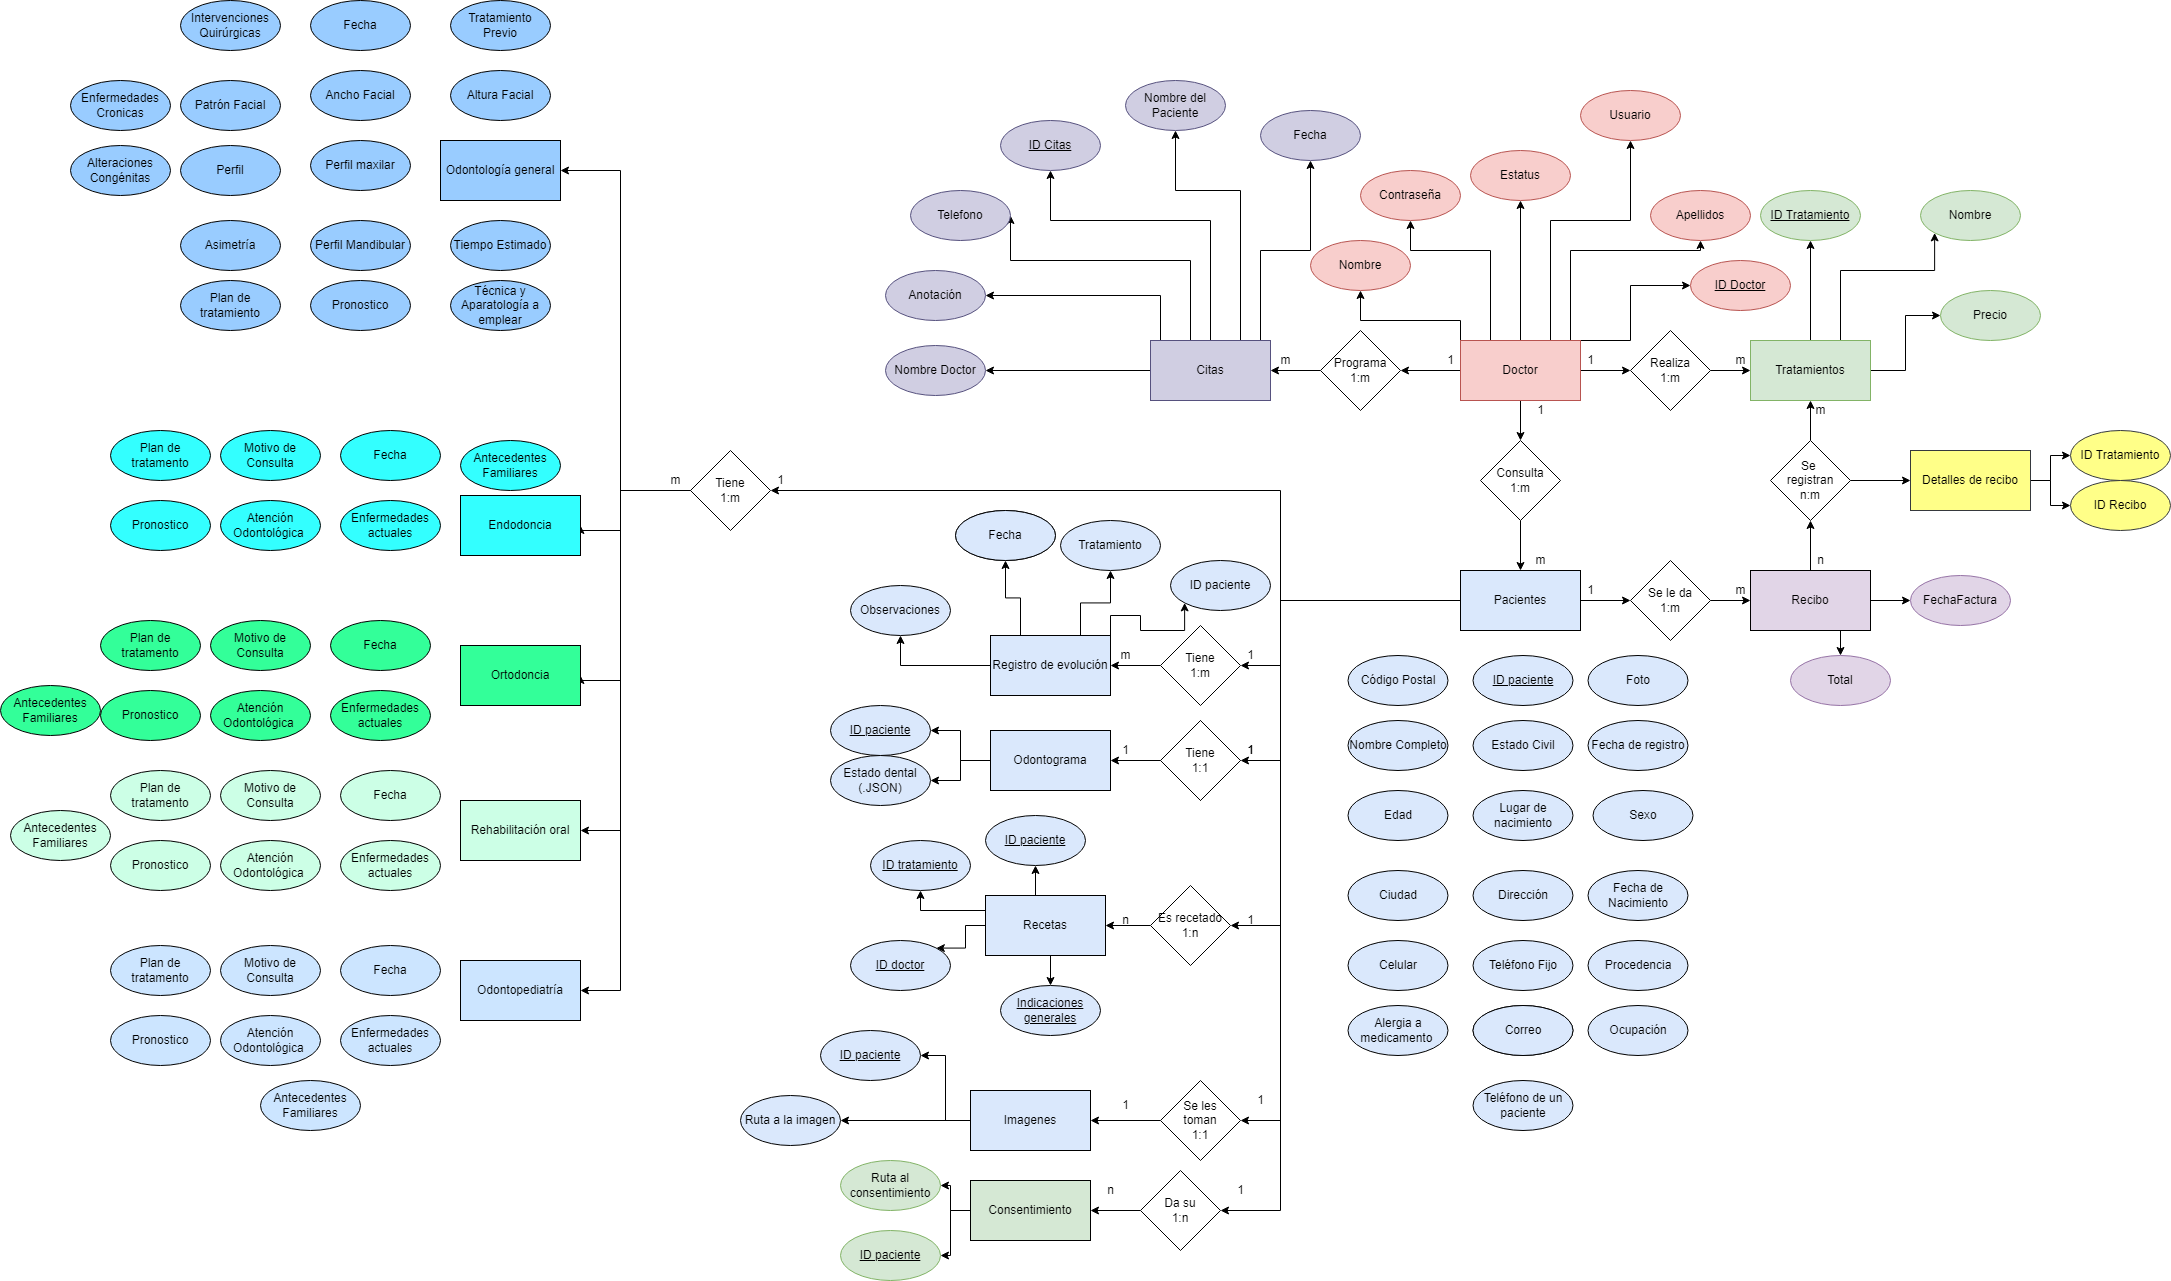 Intervenciones
Quirúrgicas
Fecha
Tratamiento
Previo
Enfermedades
Cronicas
Patrón Facial
Ancho Facial
Altura Facial
Alteraciones
Congénitas
Perfil
Perfil maxilar
Odontología general
Asimetría
Perfil Mandibular
Tiempo Estimado
Plan de
tratamiento
Pronostico
Técnica y
Aparatología a
emplear
Nombre del
Paciente
ID Citas
Fecha
Telefono
Anotación
Nombre Doctor
Citas
m
Programa
1:m
1
Usuario
Estatus
Contraseña
Apellidos
Nombre
ID Doctor
Doctor
1
Realiza
1:m
m
ID Tratamiento
Nombre
Precio
Tratamientos
1
Consulta
1:m
m
m
Se
registran
n:m
n
Detalles de recibo
ID Tratamiento
ID Recibo
Plan de
tratamiento
Motivo de
Consulta
Fecha
Antecedentes
Familiares
Pronostico
Atención
Odontológica
Enfermedades
actuales
Endodoncia
m
Tiene
1:m
1
Pacientes
1
Se le da
1:m
m
Recibo
FechaFactura
Total
Fecha
Tratamiento
ID paciente
Observaciones
Registro de evolución
m
Tiene
1:m
1
Plan de
tratamiento
Motivo de
Consulta
Fecha
Ortodoncia
Antecedentes
Familiares
Pronostico
Atención
Odontológica
Enfermedades
actuales
ID paciente
Estado dental
(.JSON)
Odontograma
1
Tiene
1:1
1
Código Postal
ID paciente
Foto
Nombre Completo
Estado Civil
Fecha de registro
Edad
Lugar de
nacimiento
Sexo
Ciudad
Dirección
Fecha de
Nacimiento
Celular
Teléfono Fijo
Procedencia
Alergia a
medicamento
Correo
Ocupación
Teléfono de un
paciente
Plan de
tratamiento
Motivo de
Consulta
Fecha
Antecedentes
Familiares
Rehabilitación oral
Pronostico
Atención
Odontológica
Enfermedades
actuales
ID paciente
ID tratamiento
Recetas
n
Es recetado
1:n
1
ID doctor
Indicaciones
generales
Plan de
tratamiento
Motivo de
Consulta
Fecha
Odontopediatría
Pronostico
Atención
Odontológica
Enfermedades
actuales
Antecedentes
Familiares
ID paciente
Ruta a la imagen
Imagenes
1
Se les
toman
1:1
1
Ruta al
consentimiento
Consentimiento
n
Da su
1:n
1
ID paciente